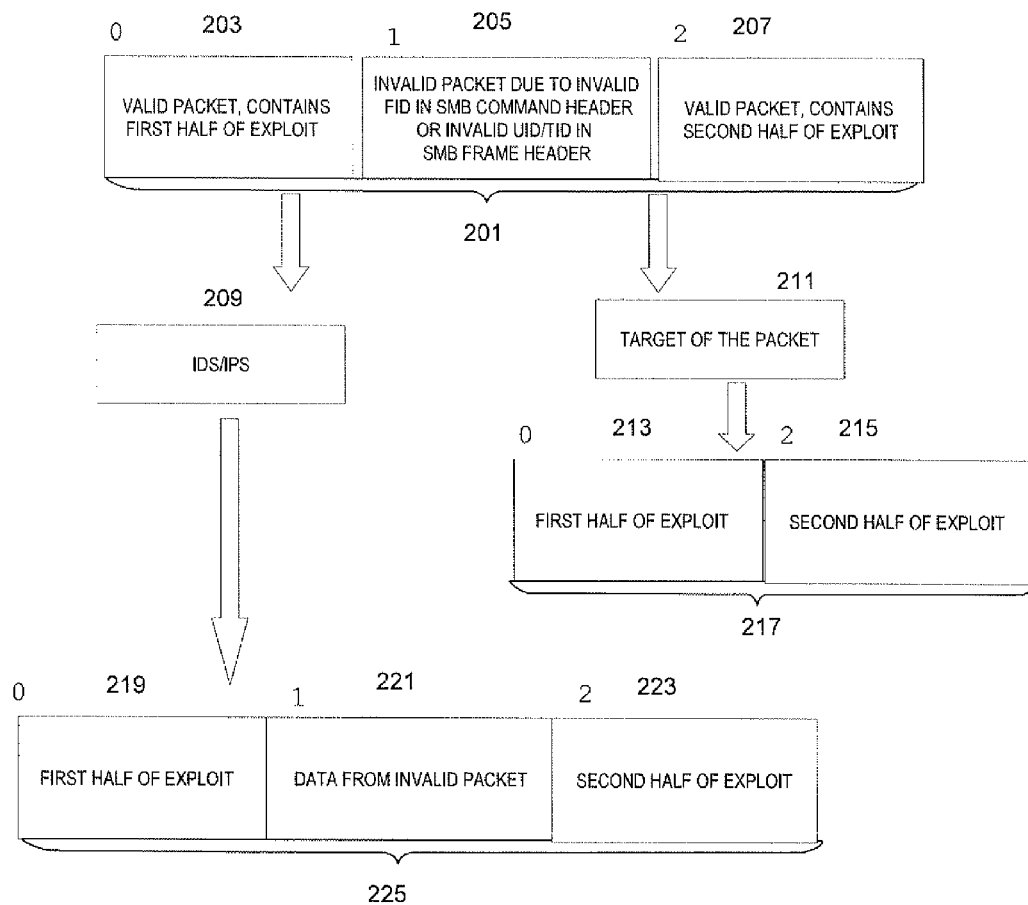 0 203 1 205 2 207
VALID PACKET, CONTAINS
FIRST HALF OF EXPLOIT
INVALID PACKET DUE TO INVALID
FID IN SMB COMMAND HEADER
OR INVALID UID/TID IN
SMB FRAME HEADER
VALID PACKET, CONTAINS
SECOND HALF OF EXPLOIT
201
209
IDS/IPS
211
TARGET OF THE PACKET
0 213 2 215
FIRST HALF OF EXPLOIT
SECOND HALF OF EXPLOIT
217
0 219 1 221 2 223
FIRST HALF OF EXPLOIT
DATA FROM INVALID PACKET
SECOND HALF OF EXPLOIT
225